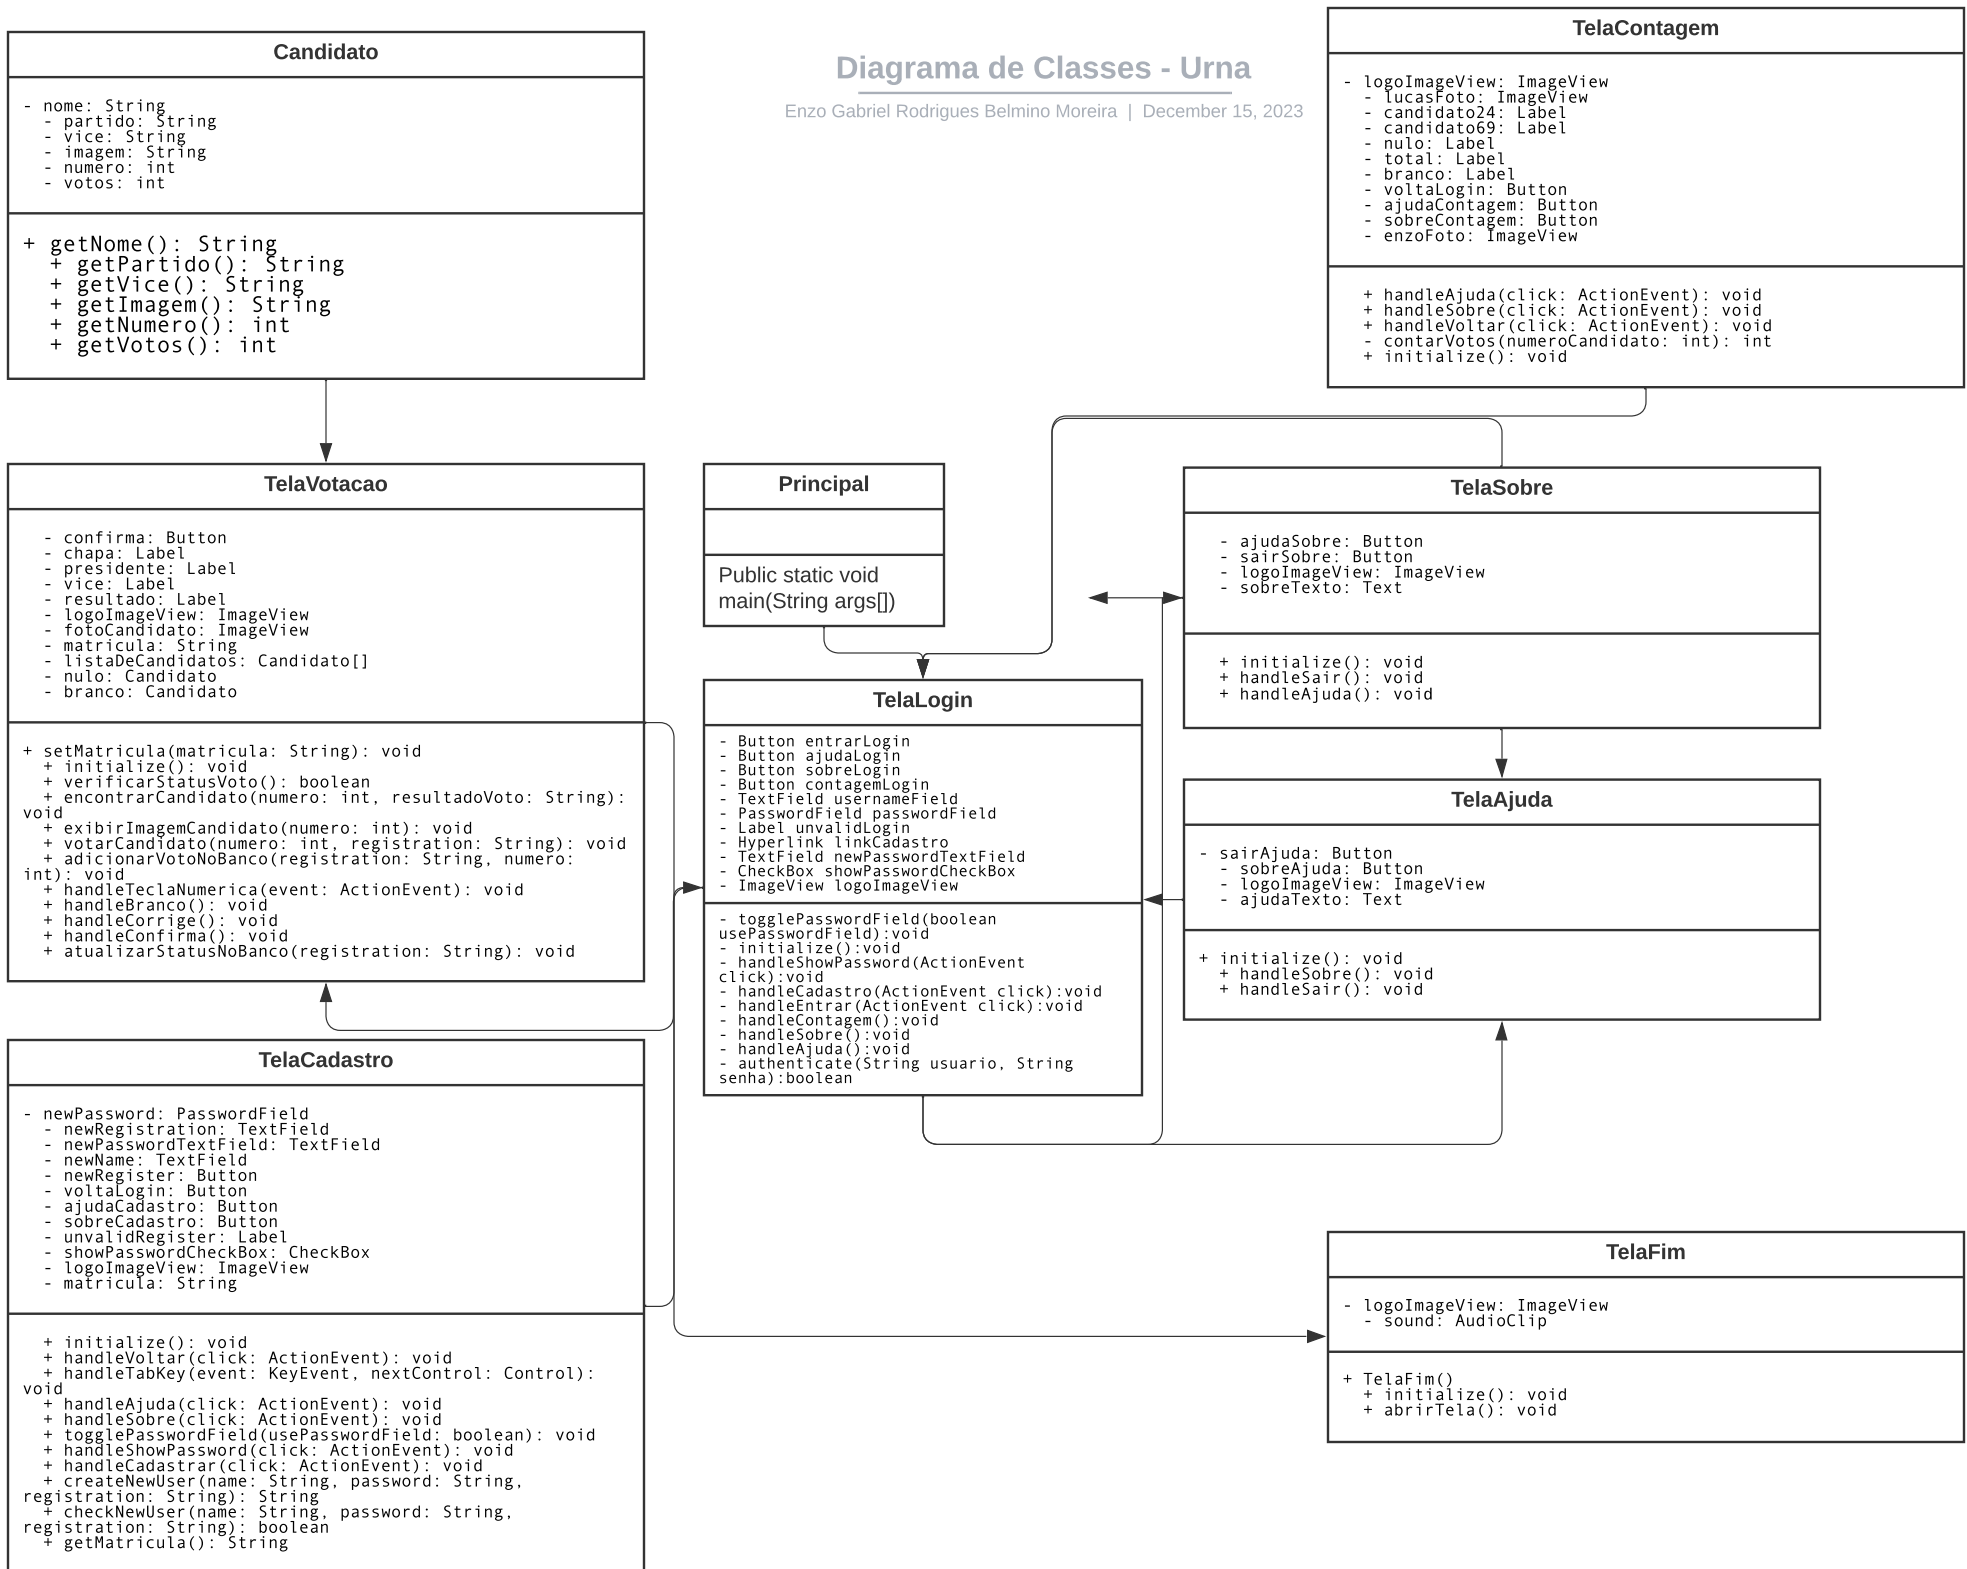 Diagrama de Classes - Urna
Enzo Gabriel Rodrigues Belmino Moreira | December 15, 2023
Candidato
- nome: String
- partido: String
- vice: String
- imagem: String
- numero: int
- votos: int
+ getNome(): String
+ getPartido(): String
+ getVice(): String
+ getImagem(): String
+ getNumero(): int
+ getVotos(): int
TelaContagem
- logoImageView: ImageView
- lucasFoto: ImageView
- candidato24: Label
- candidato69: Label
- nulo: Label
- total: Label
- branco: Label
- voltaLogin: Button
- ajudaContagem: Button
- sobreContagem: Button
- enzoFoto: ImageView
+ handleAjuda(click: ActionEvent): void
+ handleSobre(click: ActionEvent): void
+ handleVoltar(click: ActionEvent): void
- contarVotos(numeroCandidato: int): int
+ initialize(): void
TelaVotacao
- confirma: Button
- chapa: Label
- presidente: Label
- vice: Label
- resultado: Label
- logoImageView: ImageView
- fotoCandidato: ImageView
- matricula: String
- listaDeCandidatos: Candidato[]
- nulo: Candidato
- branco: Candidato
+ setMatricula(matricula: String): void
+ initialize(): void
+ verificarStatusVoto(): boolean
+ encontrarCandidato(numero: int, resultadoVoto: String):
void
+ exibirImagemCandidato(numero: int): void
+ votarCandidato(numero: int, registration: String): void
+ adicionarVotoNoBanco(registration: String, numero:
int): void
+ handleTeclaNumerica(event: ActionEvent): void
+ handleBranco(): void
+ handleCorrige(): void
+ handleConfirma(): void
+ atualizarStatusNoBanco(registration: String): void
Principal
Public static void
main(String args[])
TelaSobre
- ajudaSobre: Button
- sairSobre: Button
- logoImageView: ImageView
- sobreTexto: Text
+ initialize(): void
+ handleSair(): void
+ handleAjuda(): void
TelaLogin
- Button entrarLogin
- Button ajudaLogin
- Button sobreLogin
- Button contagemLogin
- TextField usernameField
- PasswordField passwordField
- Label unvalidLogin
- Hyperlink linkCadastro
- TextField newPasswordTextField
- CheckBox showPasswordCheckBox
- ImageView logoImageView
- togglePasswordField(boolean
usePasswordField):void
- initialize():void
- handleShowPassword(ActionEvent
click):void
- handleCadastro(ActionEvent click):void
- handleEntrar(ActionEvent click):void
- handleContagem():void
- handleSobre():void
- handleAjuda():void
- authenticate(String usuario, String
senha):boolean
TelaAjuda
- sairAjuda: Button
- sobreAjuda: Button
- logoImageView: ImageView
- ajudaTexto: Text
+ initialize(): void
+ handleSobre(): void
+ handleSair(): void
TelaCadastro
- newPassword: PasswordField
- newRegistration: TextField
- newPasswordTextField: TextField
- newName: TextField
- newRegister: Button
- voltaLogin: Button
- ajudaCadastro: Button
- sobreCadastro: Button
- unvalidRegister: Label
- showPasswordCheckBox: CheckBox
- logoImageView: ImageView
- matricula: String
+ initialize(): void
+ handleVoltar(click: ActionEvent): void
+ handleTabKey(event: KeyEvent, nextControl: Control):
void
+ handleAjuda(click: ActionEvent): void
+ handleSobre(click: ActionEvent): void
+ togglePasswordField(usePasswordField: boolean): void
+ handleShowPassword(click: ActionEvent): void
+ handleCadastrar(click: ActionEvent): void
+ createNewUser(name: String, password: String,
registration: String): String
+ checkNewUser(name: String, password: String,
registration: String): boolean
+ getMatricula(): String
TelaFim
- logoImageView: ImageView
- sound: AudioClip
+ TelaFim()
+ initialize(): void
+ abrirTela(): void